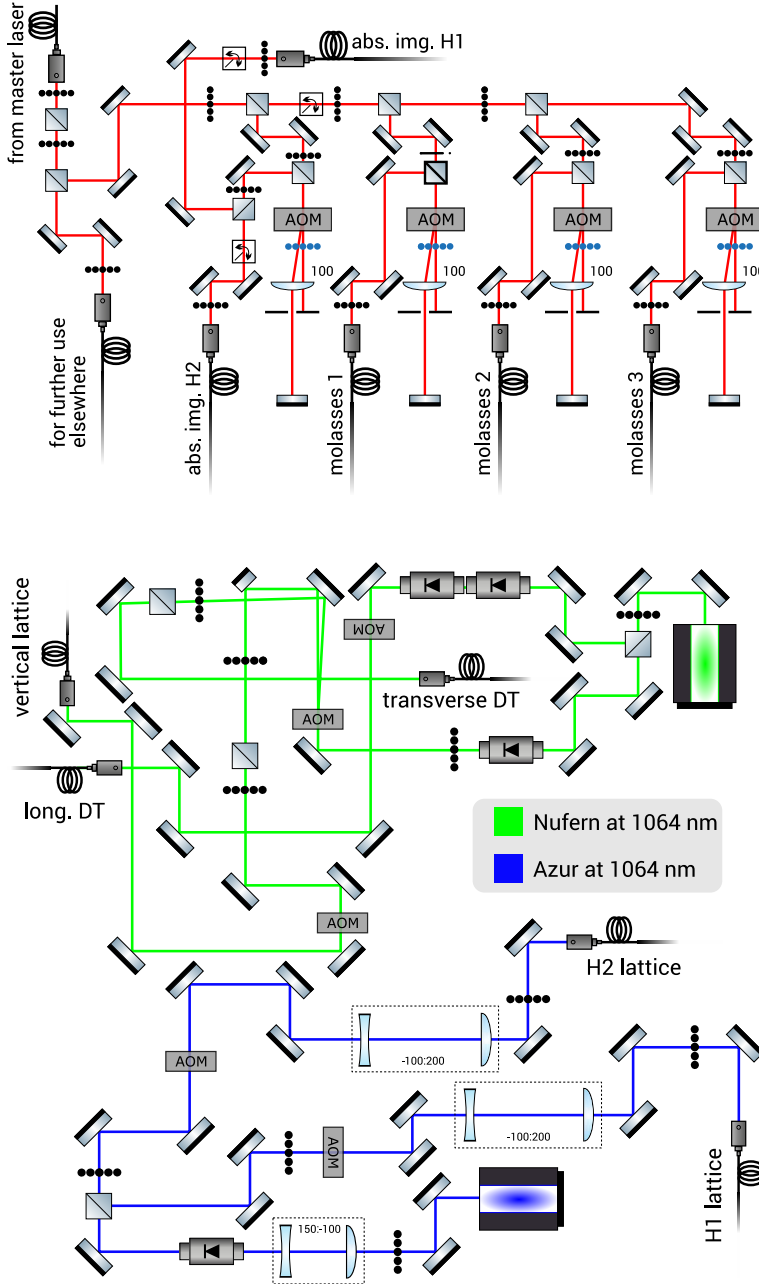 from master laser
abs. img. H1
AOM
AOM
AOM
AOM
100
100
100
100
for further use
elsewhere
abs. img. H2
molasses 1
molasses 2
molasses 3
vertical lattice
AOM
transverse DT
AOM
long. DT
Nufern at 1064 nm
Azur at 1064 nm
AOM
H2 lattice
AOM
-100:200
-100:200
AOM
H1 lattice
150:-100